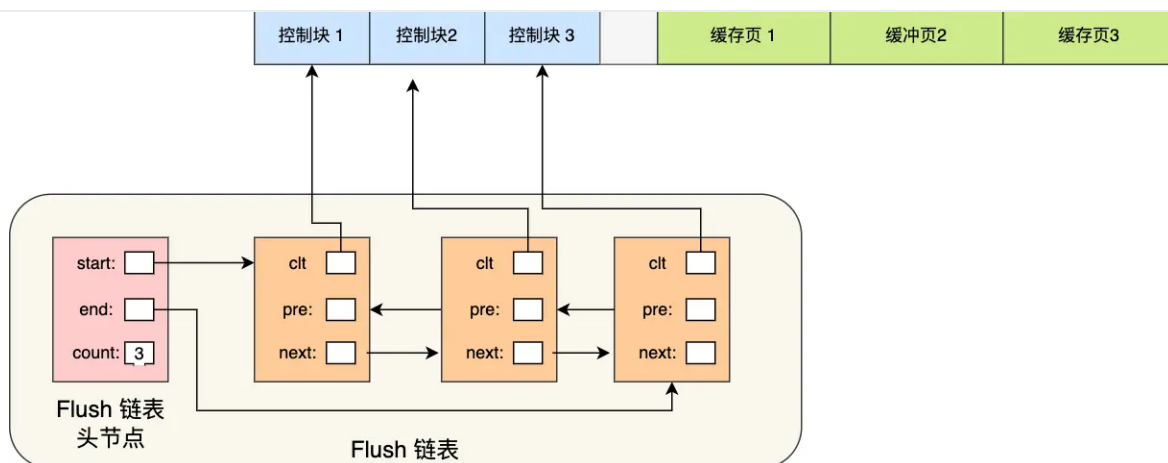 控制块 1
控制块2
控制块 3
缓存页 1
缓冲页2
缓存页3
start:
end:
count: 3
clt
pre:
next:
clt
pre:
next:
clt
pre:
next:
Flush 链表
头节点
Flush 链表